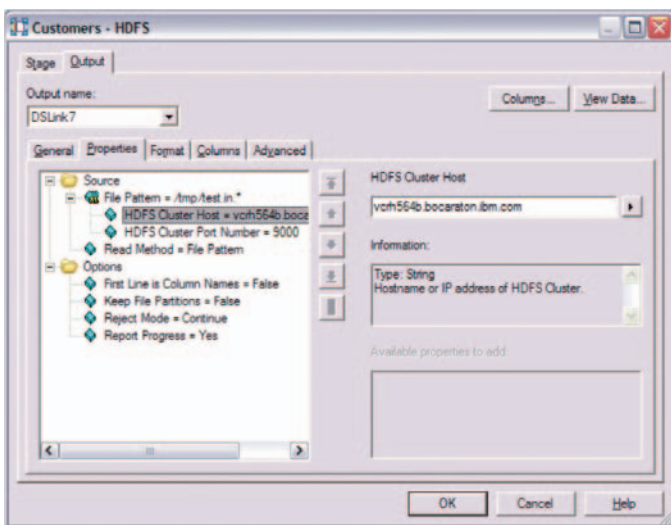 Customers - HDFS
Stage Output
Output name:
DSLink7
Columns... View Data...
General Properties Format Columns Advanced
Source
File Pattern = /tmp/test.in.*
HDFS Cluster Host = vcrh564b.boca
HDFS Cluster Port Number = 9000
Read Method = File Pattern
Options
First Line is Column Names = False
Keep File Partitions = False
Reject Mode = Continue
Report Progress = Yes
HDFS Cluster Host
vcrh564b.bocaraton.ibm.com
Information:
Type: String
Hostname or IP address of HDFS Cluster.
Available properties to add
OK Cancel Help